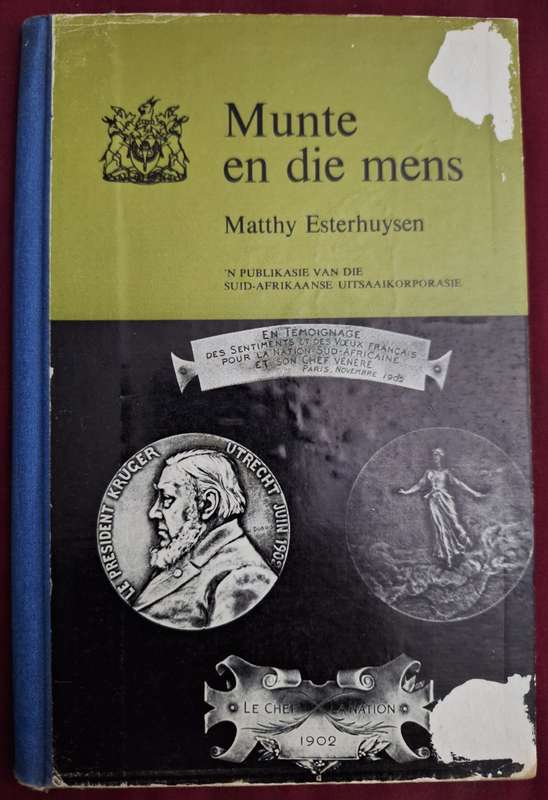 Munte
en die mens
Matthy Esterhuysen
'N PUBLIKASIE VAN DIE
SUID-AFRIKAANSE UITSAAIKORPORASIE
EN TÉMOIGNAGE
DES SENTIMENTS ET DES VŒUX FRANÇAIS
POUR LA NATION SUD-AFRICAINE
ET SON CHEF VÉNÉRÉ
PARIS, NOVEMBRE 1903
LE PRESIDENT KRUGER
UTRECHT JUIN 1902
LE CHEF LA NATION
1902